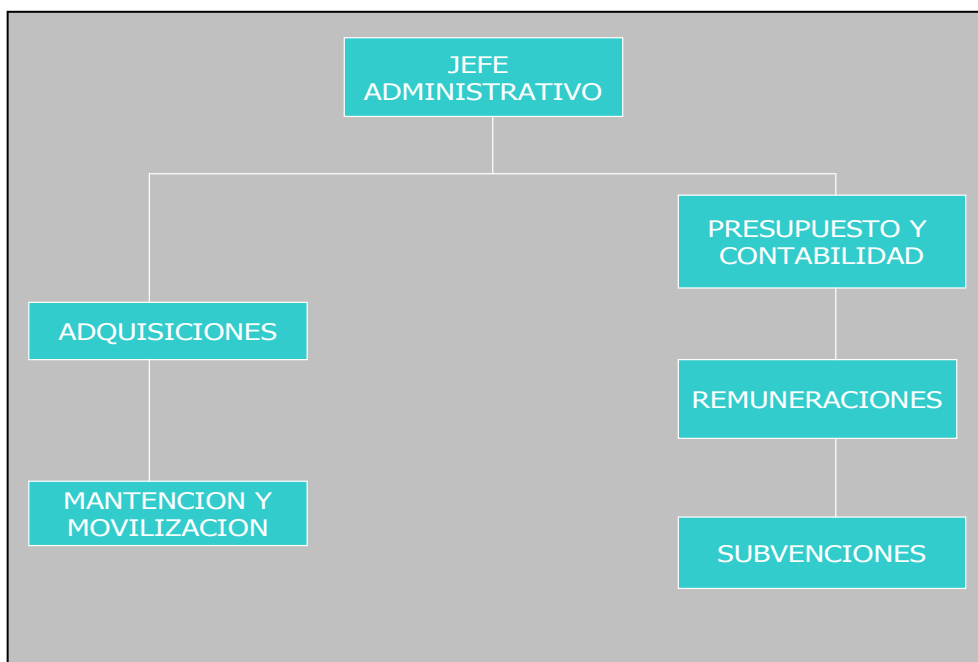 JEFE
ADMINISTRATIVO
PRESUPUESTO Y
CONTABILIDAD
ADQUISICIONES
REMUNERACIONES
MANTENCION Y
MOVILIZACION
SUBVENCIONES